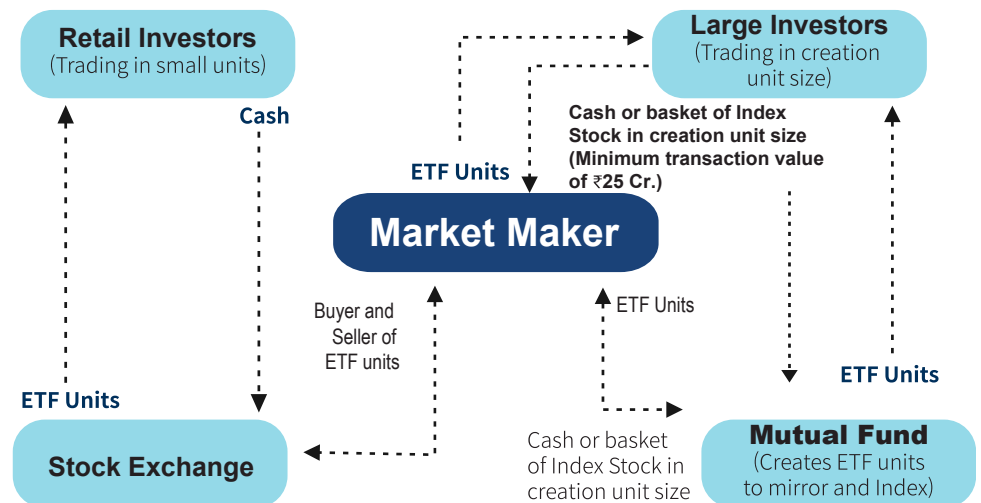 Retail Investors
(Trading in small units)
Large Investors
(Trading in creation
unit size)
Cash
Cash or basket of Index
Stock in creation unit size
(Minimum transaction value
of ₹25 Cr.)
ETF Units
Market Maker
Buyer and
Seller of
ETF units
ETF Units
ETF Units
ETF Units
Stock Exchange
Cash or basket
of Index Stock in
creation unit size
Mutual Fund
(Creates ETF units
to mirror and Index)